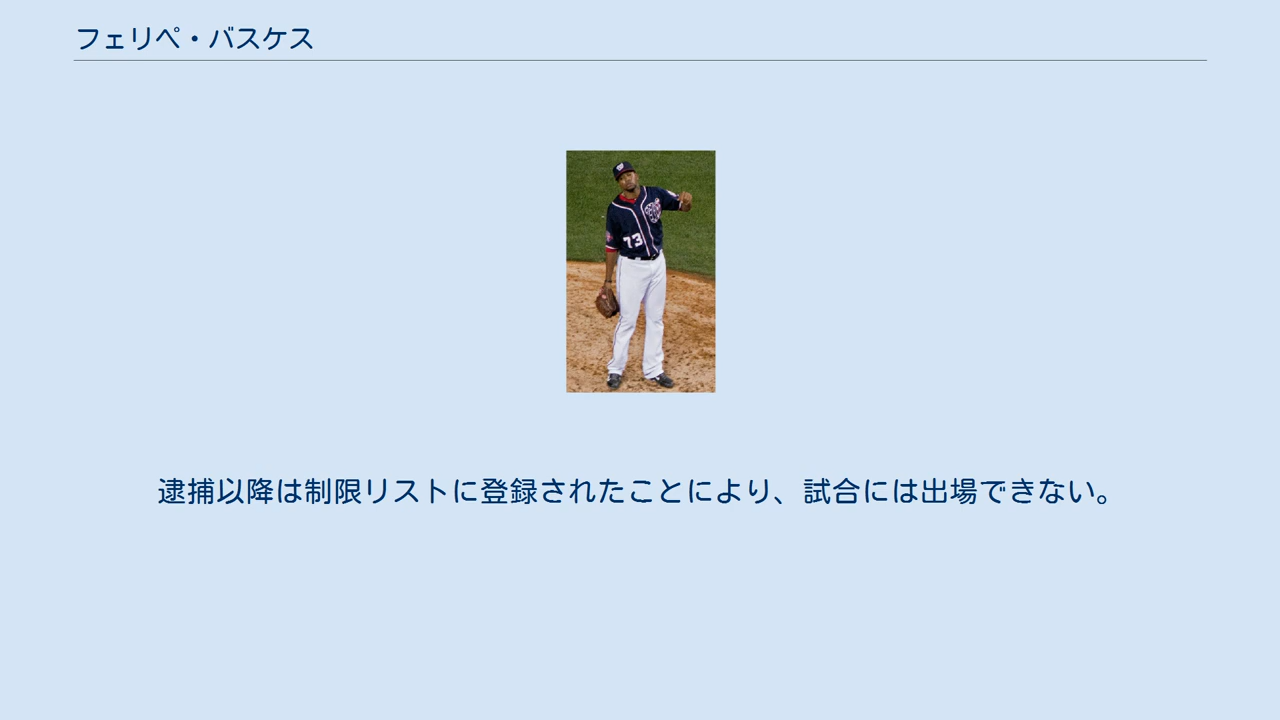 フェリペ・バスケス
73
逮捕以降は制限リストに登録されたことにより、試合には出場できない。